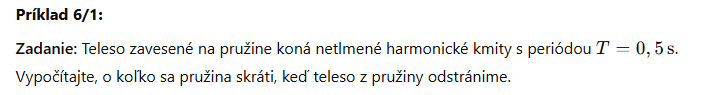 Príklad 6/1:
Zadanie: Teleso zavesené na pružine koná netlmené harmonické kmity s periódou T = 0, 5 s.
Vypočítajte, o koľko sa pružina skráti, keď teleso z pružiny odstránime.